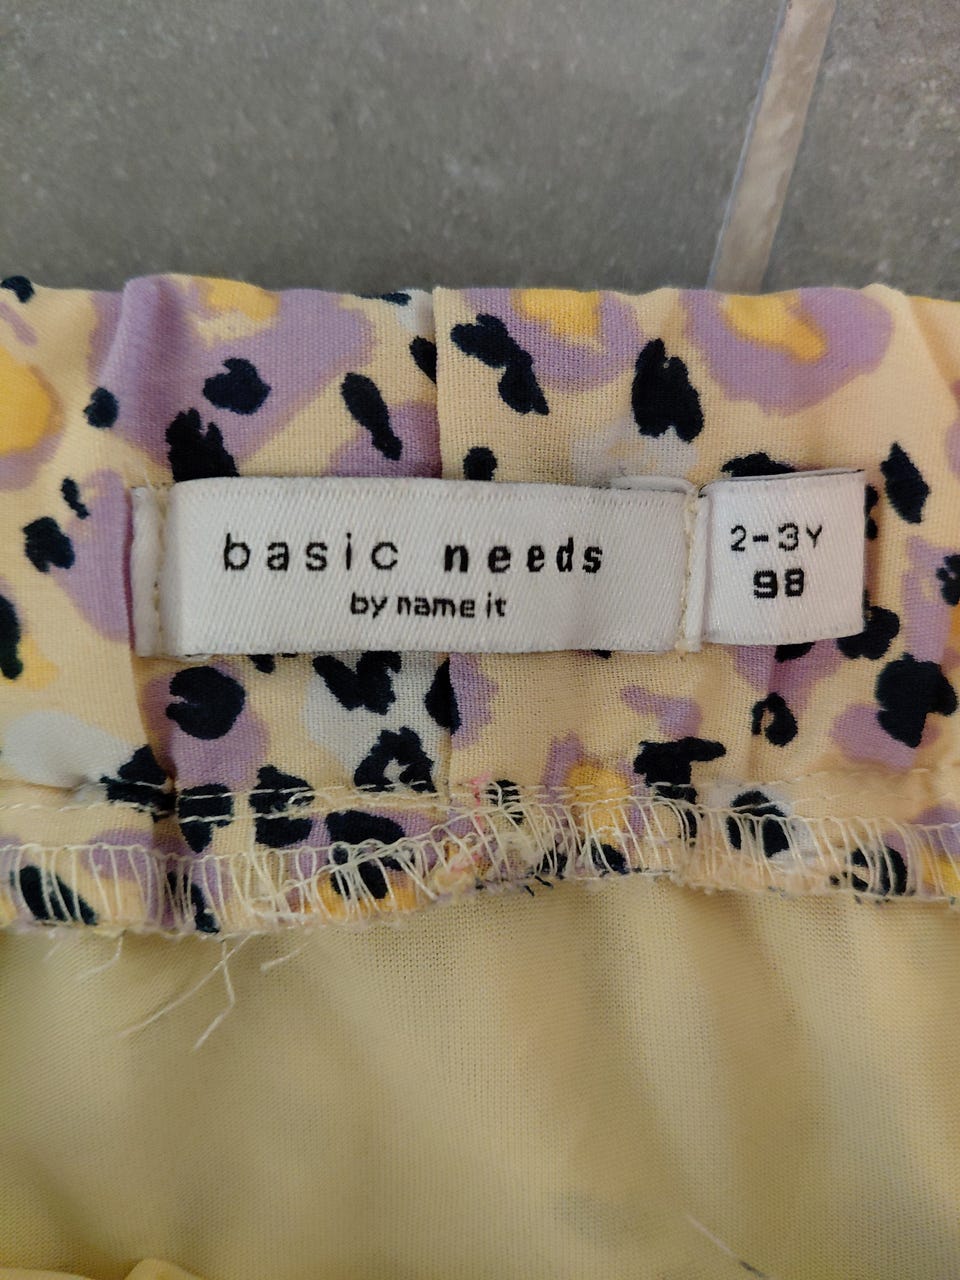 basic needs
by name it
2-3Y
98